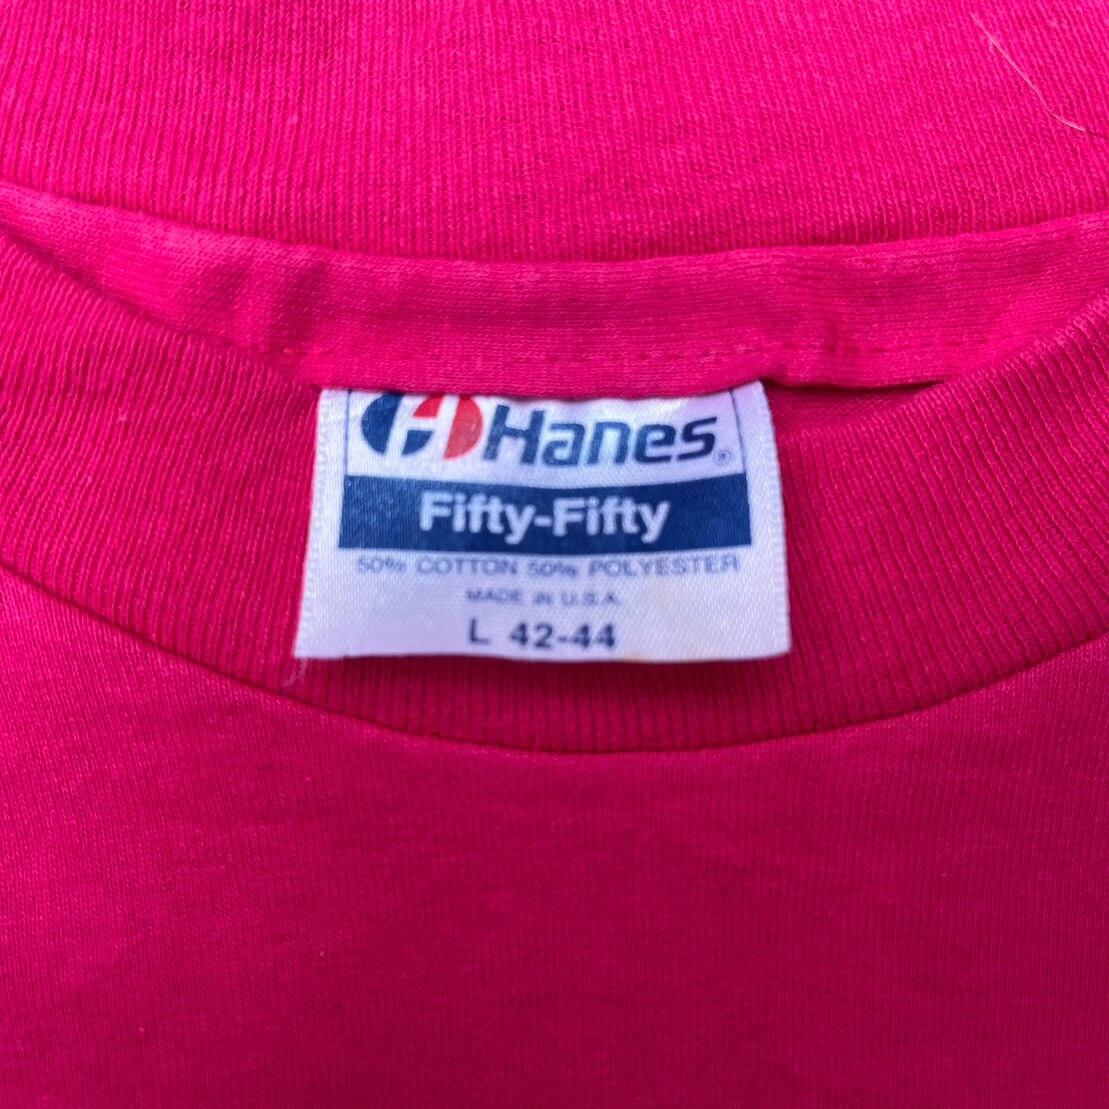 Hanes®
Fifty-Fifty
50% COTTON 50% POLYESTER
MADE IN U.S.A.
L 42-44